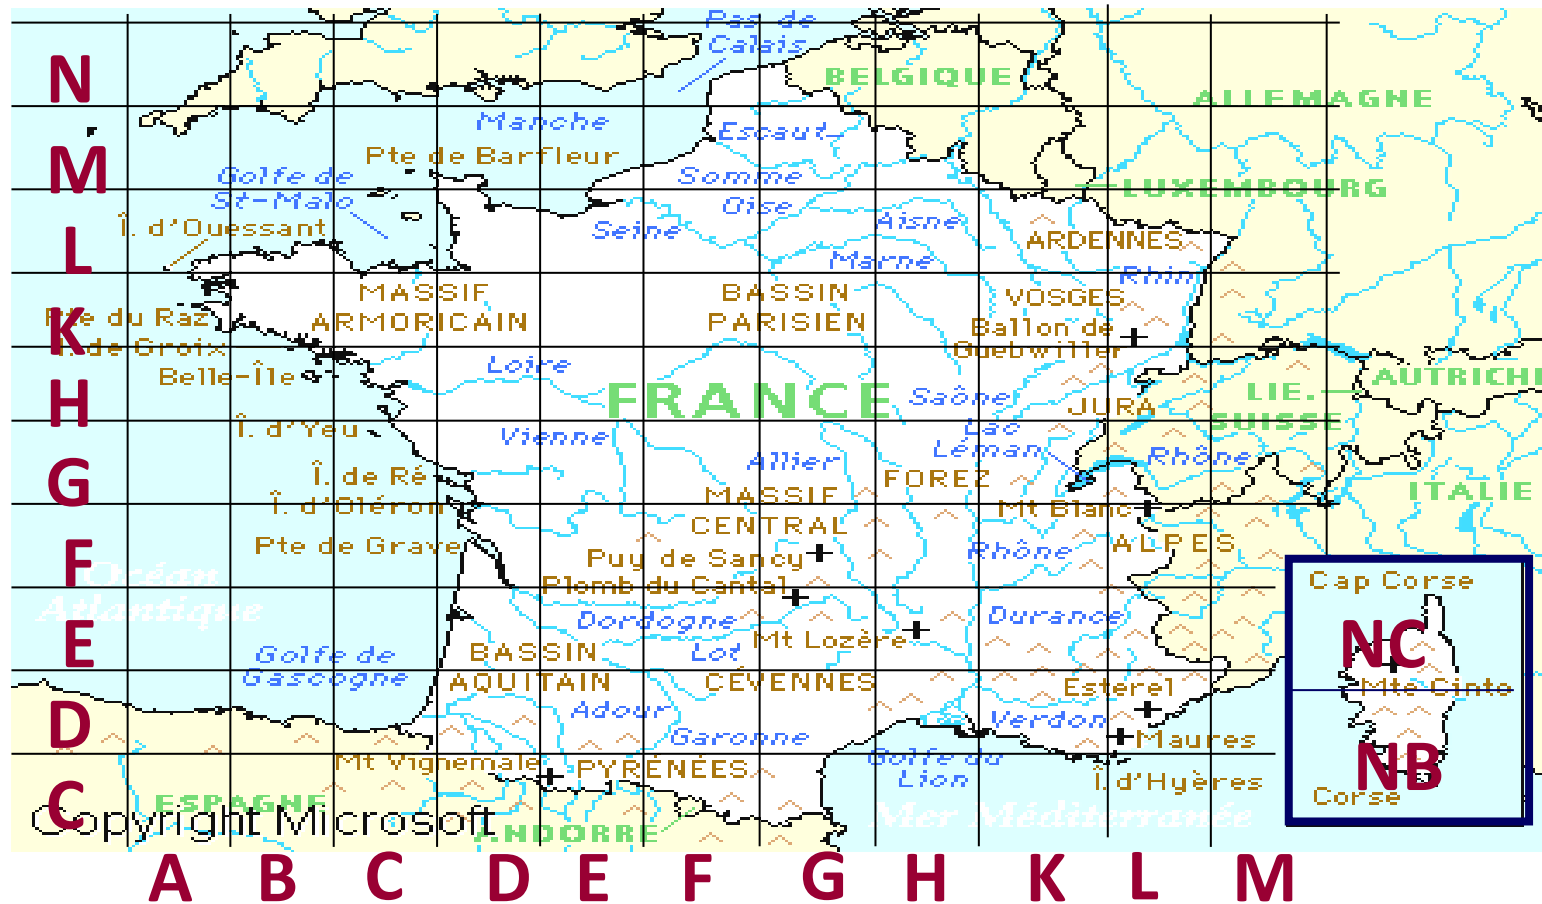 Pas de
Calais
N
BELGIQUE
ALLEMAGNE
Manche
Escaut
M
Pte de Barfleur
Golfe de
St-Malo
Somme
LUXEMBOURG
Oise
Î. d'Ouessant
Seine
Aisne
L
ARDENNES
Marne
Rhin
MASSIF
ARMORICAIN
BASSIN
PARISIEN
VOSGES
K
Pte du Raz
Ballon de
Guebwiller
Î. de Groix
Belle-Île
Loire
AUTRICHE
H
FRANCE
Saône
JURA
LIE.
SUISSE
Î. d'Yeu
Vienne
Lac
Léman
Allier
Rhône
G
Î. de Ré
FOREZ
ITALIE
MASSIF
CENTRAL
Î. d'Oléron
Mt Blanc
Pte de Grave
F
Rhône
ALPES
Puy de Sancy
Plomb du Cantal
Océan
Atlantique
Cap Corse
Dordogne
Durance
E
Mt Lozère
NC
Golfe de
Gascogne
BASSIN
AQUITAIN
Lot
CÉVENNES
Esterel
Mte Cinto
D
Adour
Verdon
Garonne
Maures
Mt Vignemale
PYRÉNÉES
Golfe du
Lion
Î. d'Hyères
NB
C
ESPAGNE
Corse
Copyright Microsoft
ANDORRE
Mer Méditerranée
A B C D E F G H K L M